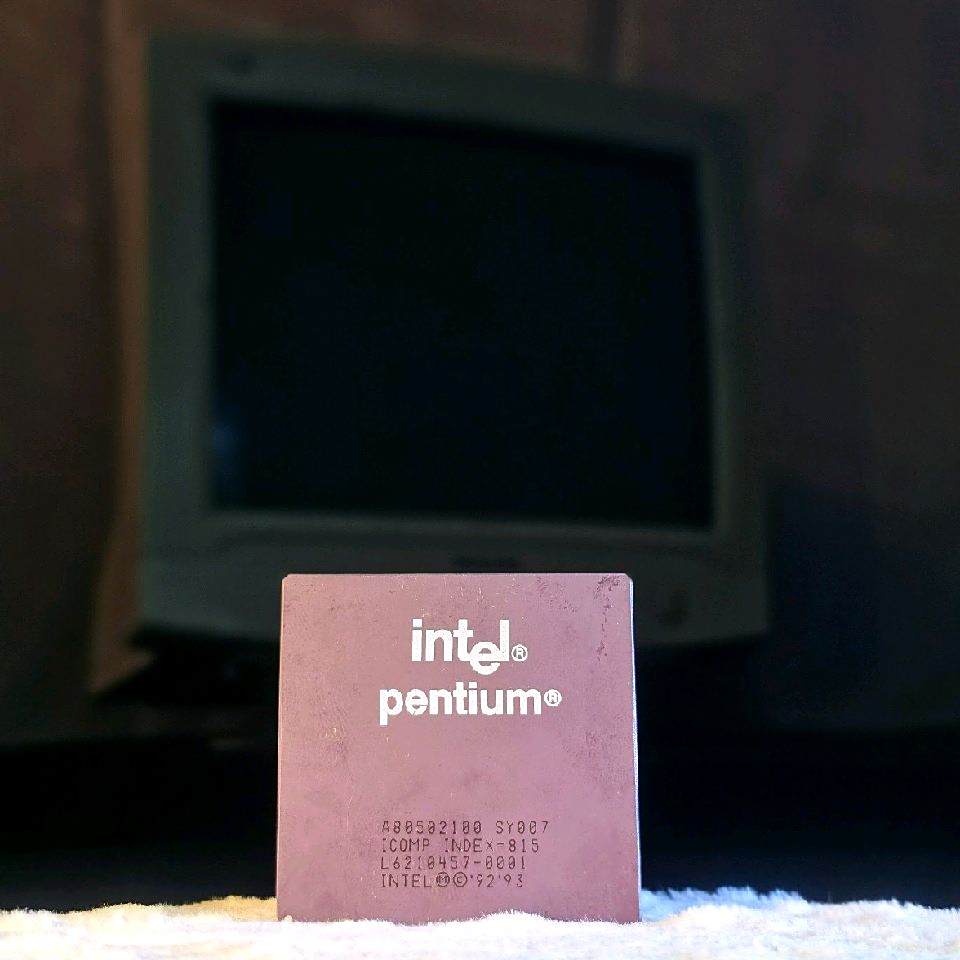 intel®
pentium®
A80502100 SY007
ICOMP INDEX=815
L6210457-0001
INTEL Ⓜ©'92'93